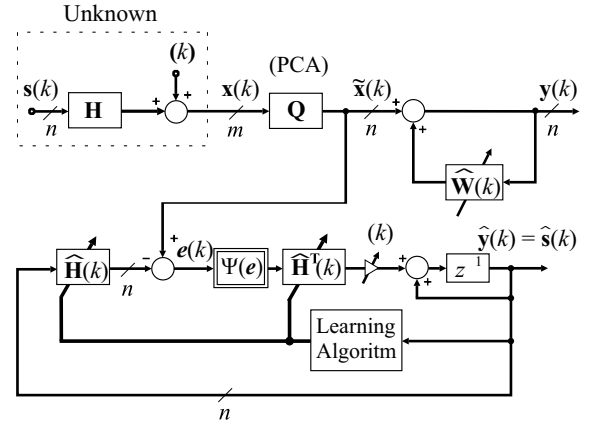 Unknown
(k)
(PCA)
s(k)
n
H
+
+
x(k)
m
Q
x̃(k)
n
+
+
y(k)
n
Ŵ(k)
Ĥ(k)
n
−
+
e(k)
Ψ(e)
Ĥᵀ(k)
(k)
+
+
z 1
ŷ(k) = ŝ(k)
Learning
Algoritm
n